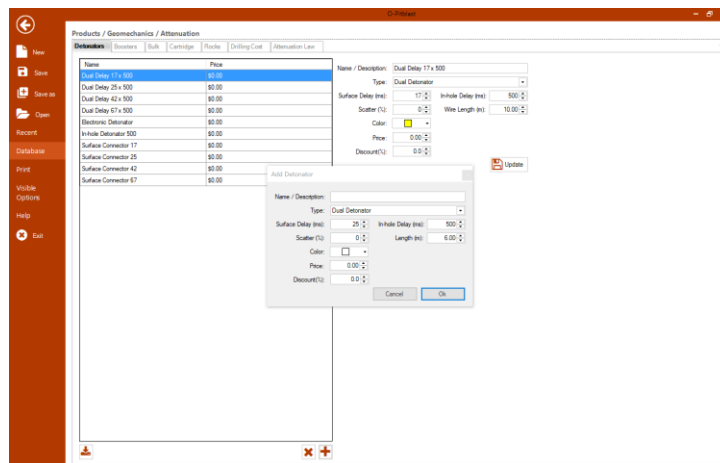 O-Pitblast
Products / Geomechanics / Attenuation
New
Save
Save as
Open
Recent
Database
Print
Visible Options
Help
Exit
Detonators Boosters Bulk Cartridge Rocks Drilling Cost Attenuation Law
Name Price
Dual Delay 17 x 500 $0.00
Dual Delay 25 x 500 $0.00
Dual Delay 42 x 500 $0.00
Dual Delay 67 x 500 $0.00
Electronic Detonator $0.00
In-hole Detonator 500 $0.00
Surface Connector 17 $0.00
Surface Connector 25 $0.00
Surface Connector 42 $0.00
Surface Connector 67 $0.00
Name / Description: Dual Delay 17 x 500
Type: Dual Detonator
Surface Delay (ms): 17 In-hole Delay (ms): 500
Scatter (%): 0 Wire Length (m): 10.00
Color:
Price: 0.00
Discount(%): 0.0
Update
Add Detonator
Name / Description:
Type: Dual Detonator
Surface Delay (ms): 25 In-hole Delay (ms): 500
Scatter (%): 0 Length (m): 6.00
Color:
Price: 0.00
Discount(%): 0.0
Cancel Ok